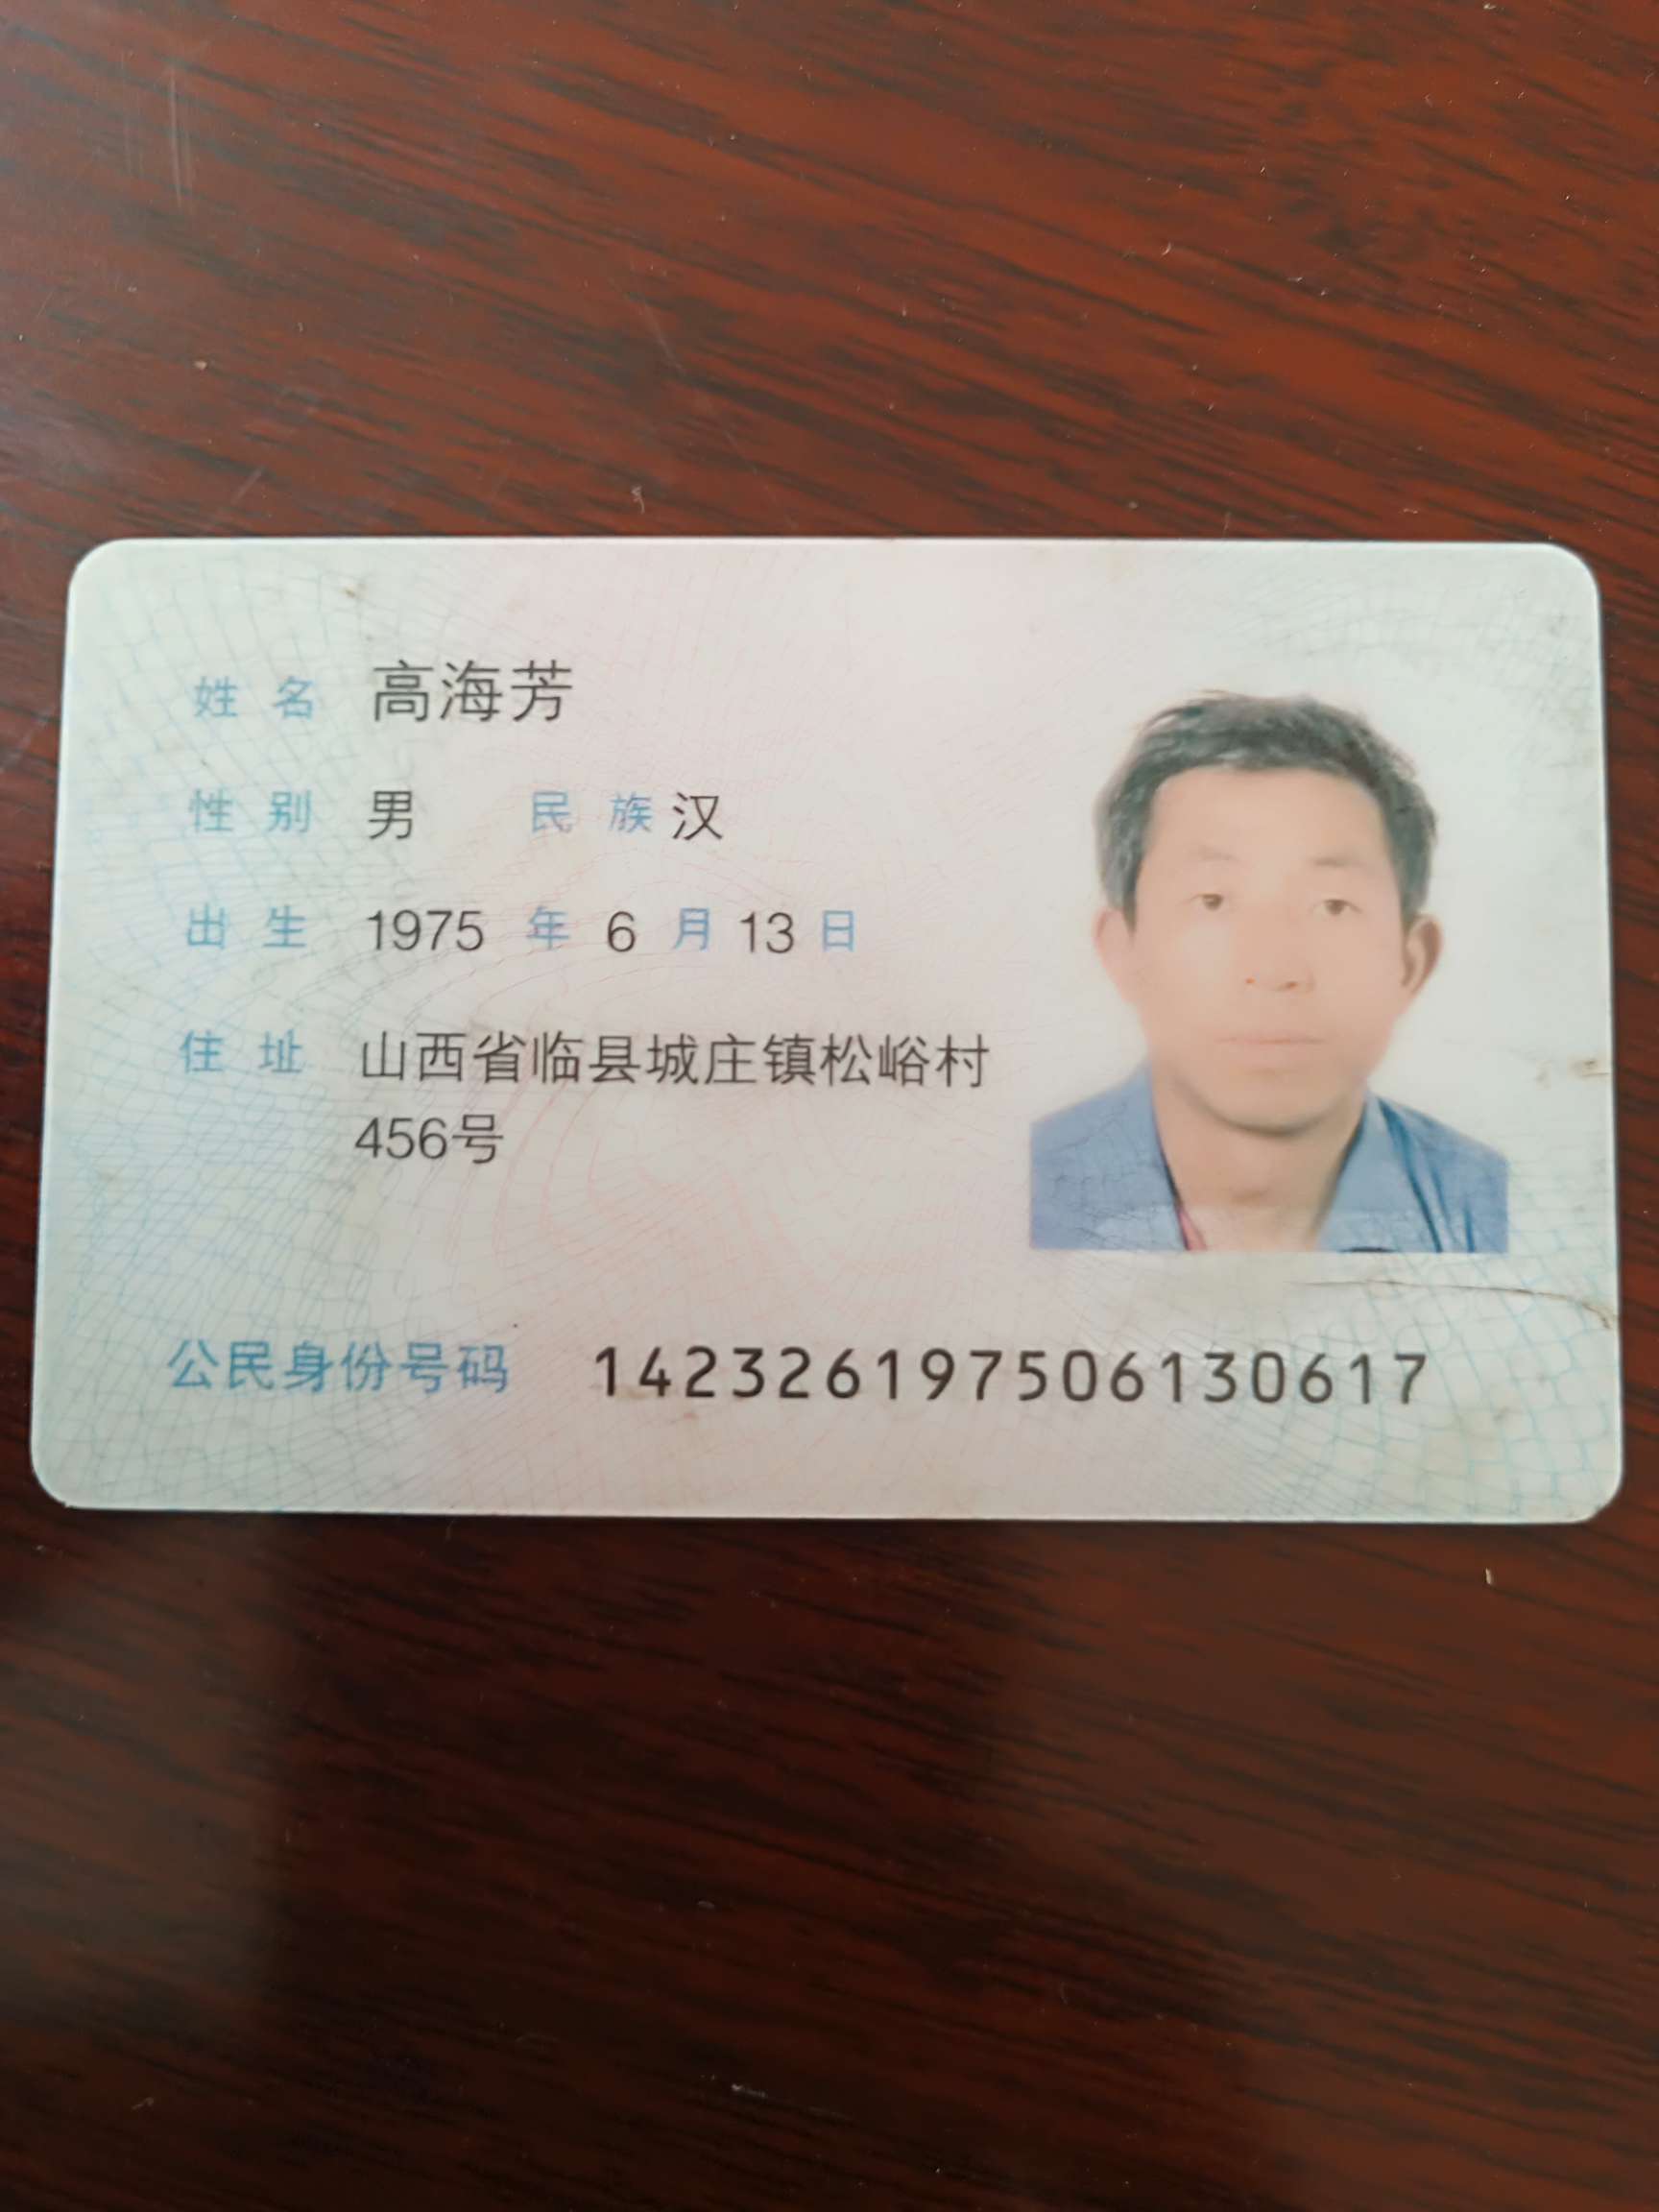 姓 名 高海芳
性 别 男 民 族 汉
出 生 1975 年 6 月 13 日
住 址 山西省临县城庄镇松峪村
456号
公民身份号码 142326197506130617